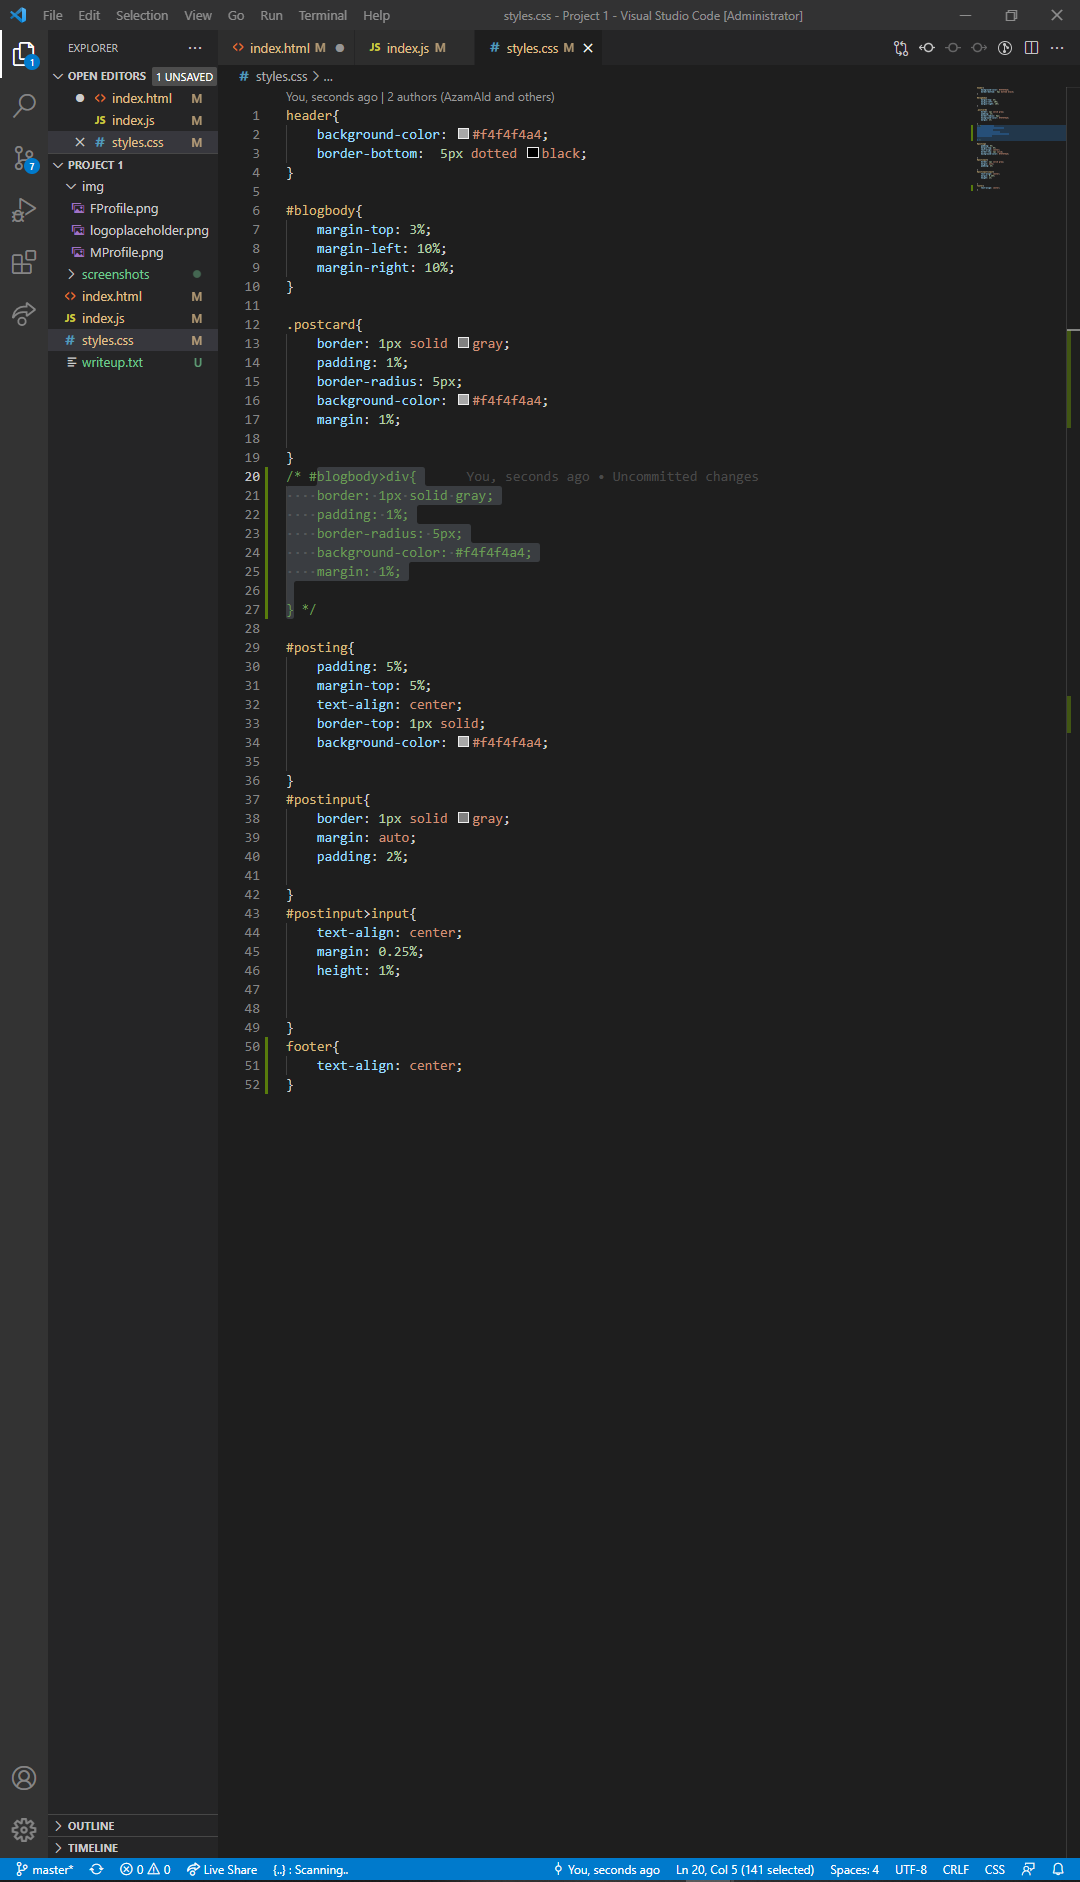 File Edit Selection View Go Run Terminal Help styles.css - Project 1 - Visual Studio Code [Administrator]
EXPLORER ...
index.html M
JS index.js M
# styles.css M
OPEN EDITORS 1 UNSAVED
index.html M
JS index.js M
# styles.css M
PROJECT 1
img
FProfile.png
logoplaceholder.png
MProfile.png
screenshots
index.html M
JS index.js M
# styles.css M
writeup.txt U
1
7
OUTLINE
TIMELINE
# styles.css > ...
You, seconds ago | 2 authors (AzamAld and others)
1 header{
2 background-color: #f4f4f4a4;
3 border-bottom: 5px dotted black;
4 }
5
6 #blogbody{
7 margin-top: 3%;
8 margin-left: 10%;
9 margin-right: 10%;
10 }
11
12 .postcard{
13 border: 1px solid gray;
14 padding: 1%;
15 border-radius: 5px;
16 background-color: #f4f4f4a4;
17 margin: 1%;
18
19 }
20 /* #blogbody>div{ You, seconds ago • Uncommitted changes
21 border: 1px solid gray;
22 padding: 1%;
23 border-radius: 5px;
24 background-color: #f4f4f4a4;
25 margin: 1%;
26
27 } */
28
29 #posting{
30 padding: 5%;
31 margin-top: 5%;
32 text-align: center;
33 border-top: 1px solid;
34 background-color: #f4f4f4a4;
35
36 }
37 #postinput{
38 border: 1px solid gray;
39 margin: auto;
40 padding: 2%;
41
42 }
43 #postinput>input{
44 text-align: center;
45 margin: 0.25%;
46 height: 1%;
47
48
49 }
50 footer{
51 text-align: center;
52 }
master* 0 0 Live Share {..} : Scanning.. You, seconds ago Ln 20, Col 5 (141 selected) Spaces: 4 UTF-8 CRLF CSS